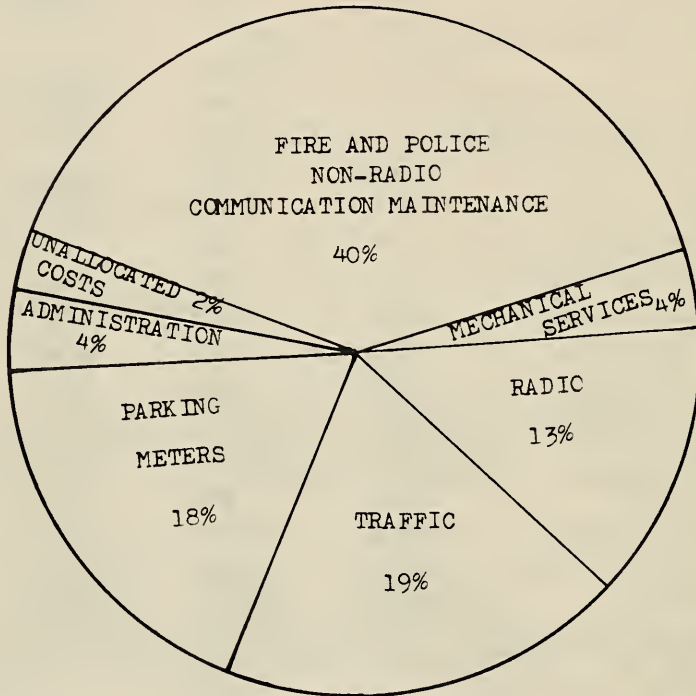 FIRE AND POLICE
NON-RADIO
COMMUNICATION MAINTENANCE
40%
UNALLOCATED 2%
COSTS
ADMINISTRATION
4%
MECHANICAL
SERVICES 4%
RADIO
13%
PARKING
METERS
18%
TRAFFIC
19%